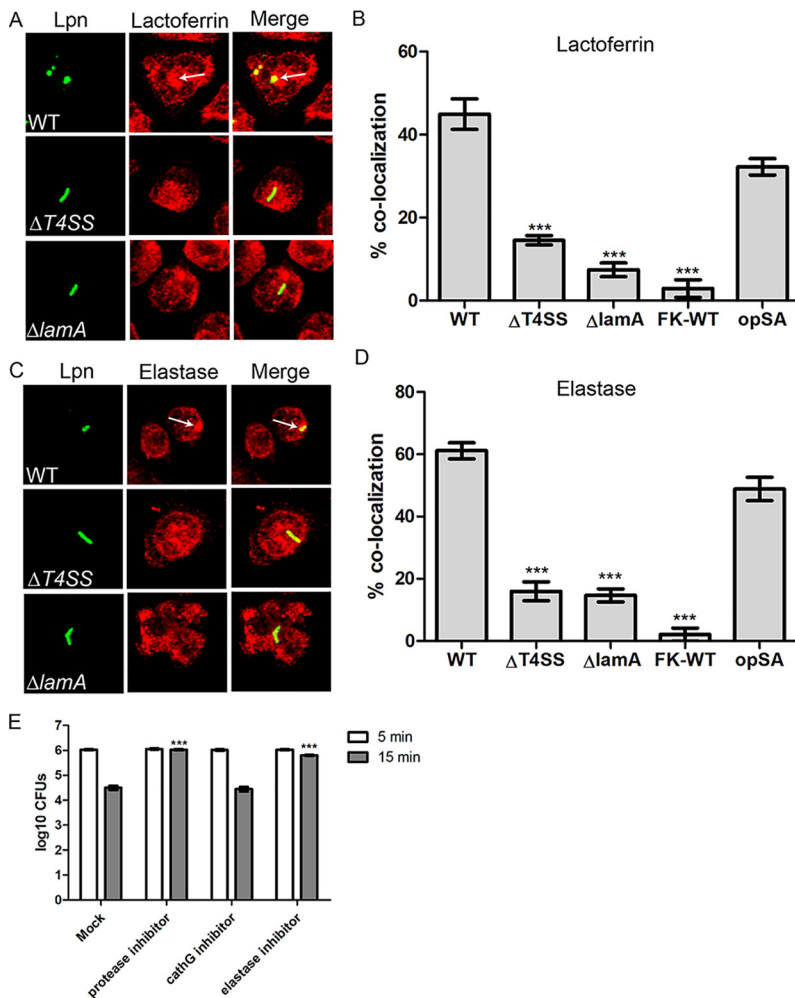 A
Lpn Lactoferrin Merge
WT
ΔT4SS
ΔlamA
B
Lactoferrin
% co-localization
60
40
20
0
***
***
***
WT ΔT4SS ΔlamA FK-WT opSA
C
Lpn Elastase Merge
WT
ΔT4SS
ΔlamA
D
Elastase
% co-localization
80
60
40
20
0
***
***
***
WT ΔT4SS ΔlamA FK-WT opSA
E
log10 CFUs
7
6
5
4
3
2
1
0
***
***
5 min
15 min
Mock
protease inhibitor
cathG inhibitor
elastase inhibitor